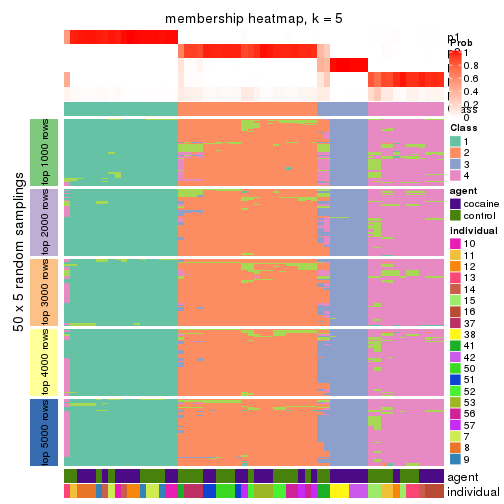 membership heatmap, k = 5
p1
Prob
1
0.8
0.6
0.4
0.2
0
Class
Class
1
2
3
4
agent
cocaine
control
individual
10
11
12
13
14
15
16
37
38
41
42
50
51
52
53
56
57
7
8
9
50 x 5 random samplings
top 1000 rows
top 2000 rows
top 3000 rows
top 4000 rows
top 5000 rows
agent
individual